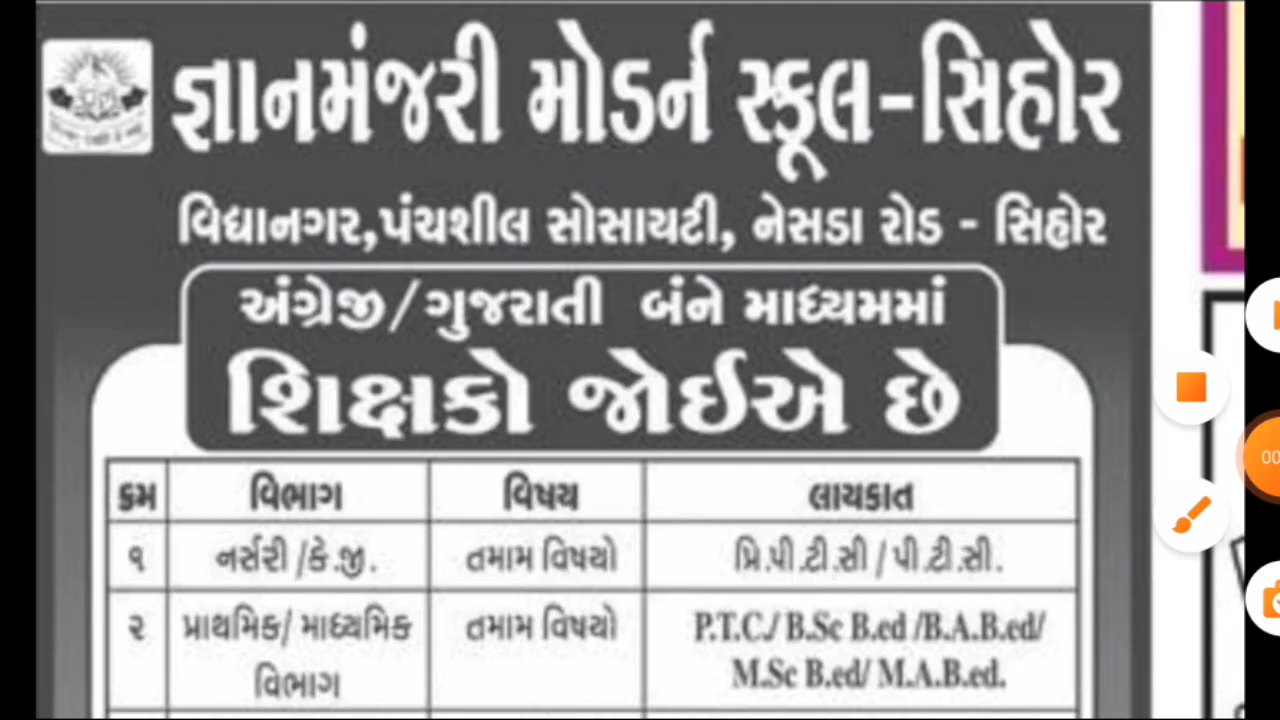 જ્ઞાનમંજરી મોડર્ન સ્કૂલ-સિહોર
વિદ્યાનગર,પંચશીલ સોસાયટી, નેસડા રોડ - સિહોર
અંગ્રેજી/ગુજરાતી બંને માધ્યમમાં
શિક્ષકો જોઈએ છે
ક્રમ વિભાગ વિષય લાયકાત
૧ નર્સરી /કે.જી. તમામ વિષયો પ્રિ.પી.ટી.સી / પી.ટી.સી.
૨ પ્રાથમિક/ માધ્યમિક તમામ વિષયો P.T.C./ B.Sc B.ed /B.A.B.ed/
વિભાગ M.Sc B.ed/ M.A.B.ed.
00